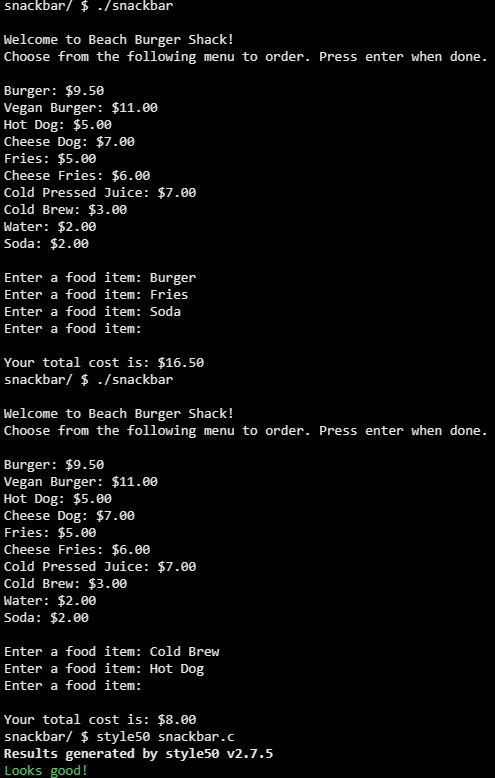 snackbar/ $ ./snackbar
Welcome to Beach Burger Shack!
Choose from the following menu to order. Press enter when done.
Burger: $9.50
Vegan Burger: $11.00
Hot Dog: $5.00
Cheese Dog: $7.00
Fries: $5.00
Cheese Fries: $6.00
Cold Pressed Juice: $7.00
Cold Brew: $3.00
Water: $2.00
Soda: $2.00
Enter a food item: Burger
Enter a food item: Fries
Enter a food item: Soda
Enter a food item:
Your total cost is: $16.50
snackbar/ $ ./snackbar
Welcome to Beach Burger Shack!
Choose from the following menu to order. Press enter when done.
Burger: $9.50
Vegan Burger: $11.00
Hot Dog: $5.00
Cheese Dog: $7.00
Fries: $5.00
Cheese Fries: $6.00
Cold Pressed Juice: $7.00
Cold Brew: $3.00
Water: $2.00
Soda: $2.00
Enter a food item: Cold Brew
Enter a food item: Hot Dog
Enter a food item:
Your total cost is: $8.00
snackbar/ $ style50 snackbar.c
Results generated by style50 v2.7.5
Looks good!